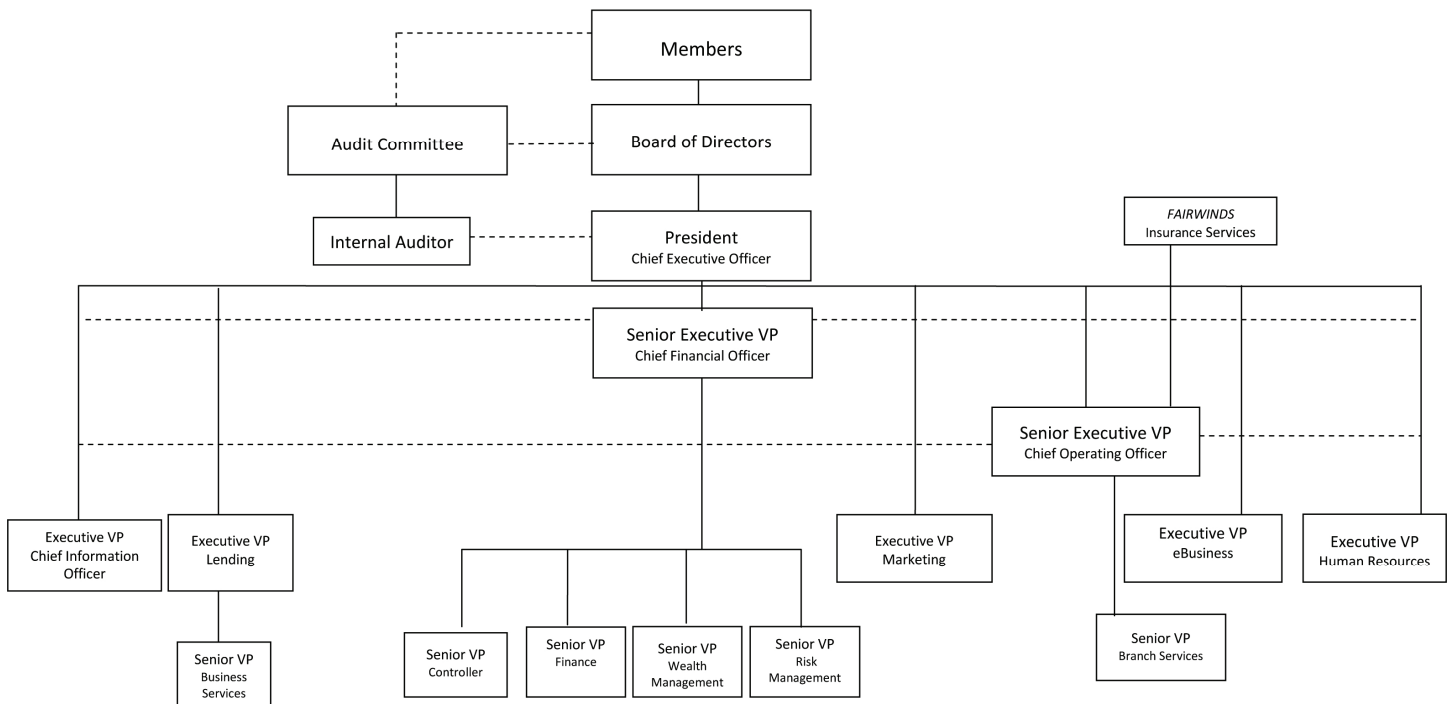 Members
Audit Committee
Board of Directors
Internal Auditor
President
Chief Executive Officer
FAIRWINDS
Insurance Services
Senior Executive VP
Chief Financial Officer
Senior Executive VP
Chief Operating Officer
Executive VP
Chief Information
Officer
Executive VP
Lending
Executive VP
Marketing
Executive VP
eBusiness
Executive VP
Human Resources
Senior VP
Business
Services
Senior VP
Controller
Senior VP
Finance
Senior VP
Wealth
Management
Senior VP
Risk
Management
Senior VP
Branch Services